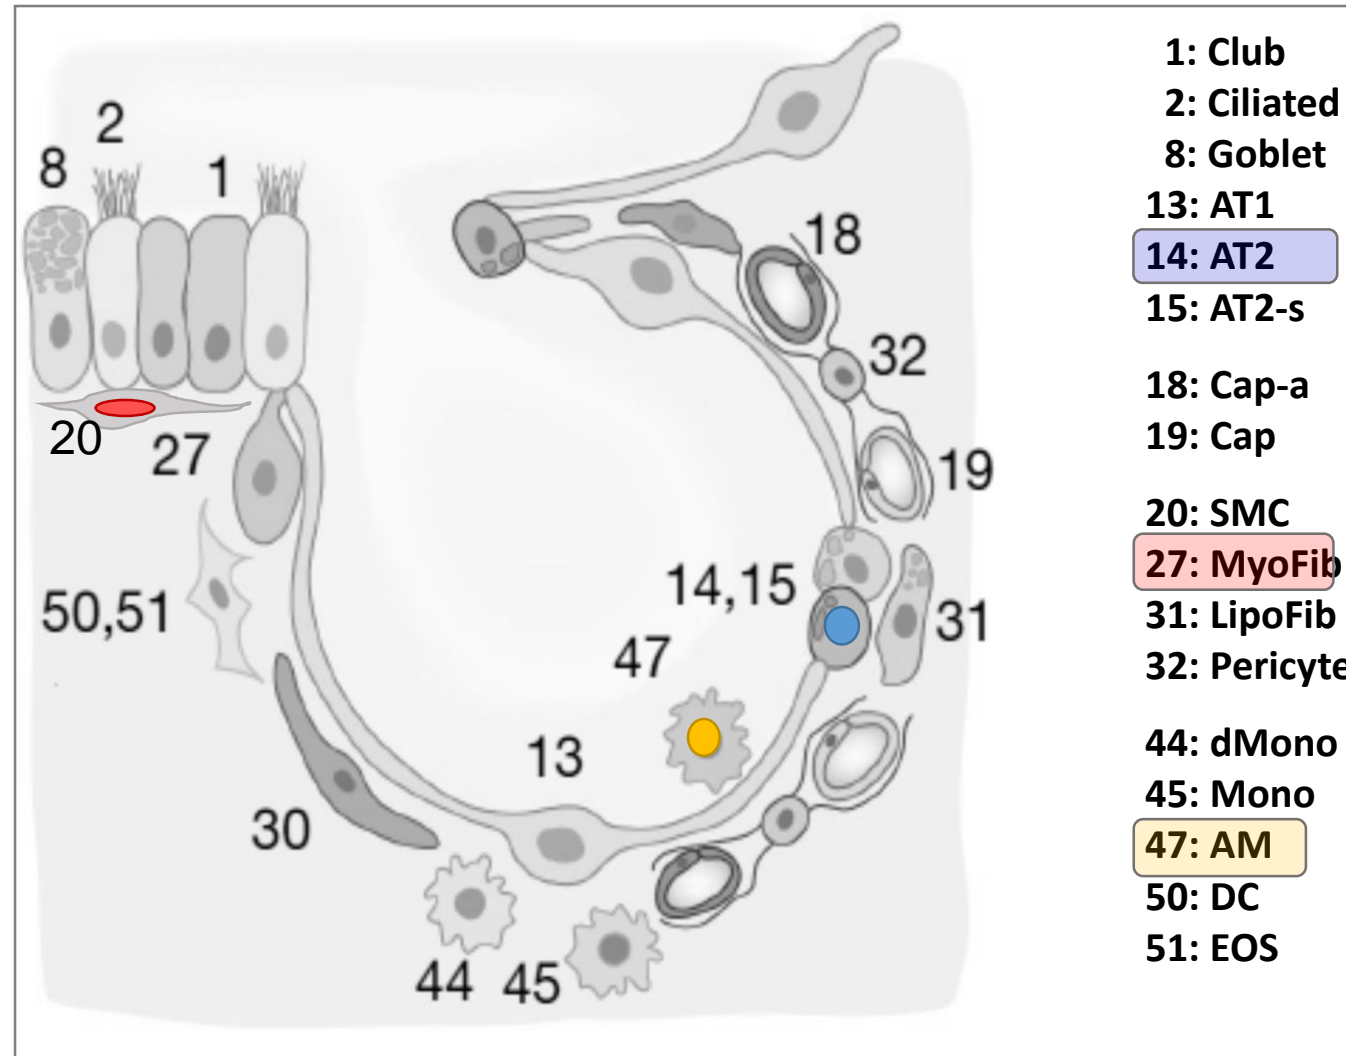 2
8
1
18
32
20
27
19
14,15
50,51
31
47
13
30
44
45
1: Club
2: Ciliated
8: Goblet
13: AT1
14: AT2
15: AT2-s
18: Cap-a
19: Cap
20: SMC
27: MyoFib
31: LipoFib
32: Pericyte
44: dMono
45: Mono
47: AM
50: DC
51: EOS